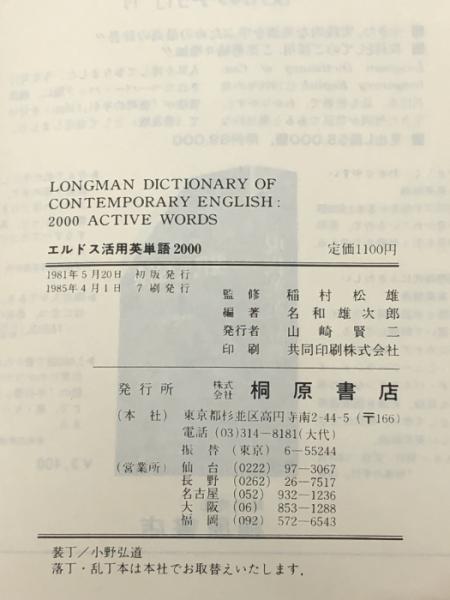 LONGMAN DICTIONARY OF
CONTEMPORARY ENGLISH:
2000 ACTIVE WORDS
エルドス活用英単語2000 定価1100円
1981年5月20日 初版発行
1985年4月1日 7刷発行
監修 稲村松雄
編著 名和雄次郎
発行者 山崎賢二
印刷 共同印刷株式会社
発行所 株式会社 桐原書店
(本社) 東京都杉並区高円寺南2-44-5(〒166)
電話(03)314-8181(大代)
振替(東京) 6-55244
(営業所) 仙台(0222) 97-3067
長野(0262) 26-7517
名古屋(052) 932-1236
大阪(06) 853-1288
福岡(092) 572-6543
装丁/小野弘道
落丁・乱丁本は本社でお取替えいたします.